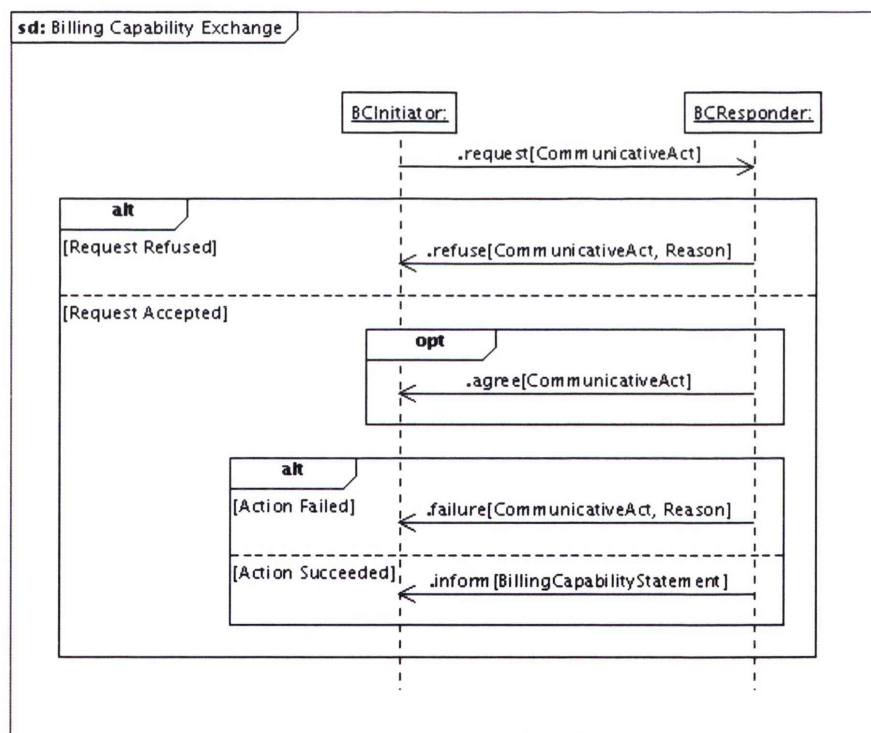 sd: Billing Capability Exchange
BCInitiator:
BCResponder:
.request[CommunicativeAct]
alt
[Request Refused]
.refuse[CommunicativeAct, Reason]
[Request Accepted]
opt
.agree[CommunicativeAct]
alt
[Action Failed]
.failure[CommunicativeAct, Reason]
[Action Succeeded]
.inform[BillingCapabilityStatement]